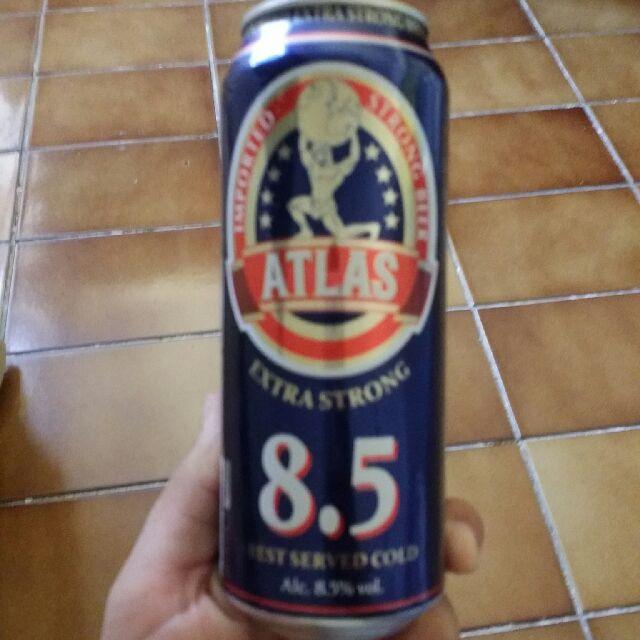 EXTRA STRONG
IMPORTED STRONG BEER
ATLAS
EXTRA STRONG
8.5
BEST SERVED COLD
Alc. 8.5% vol.